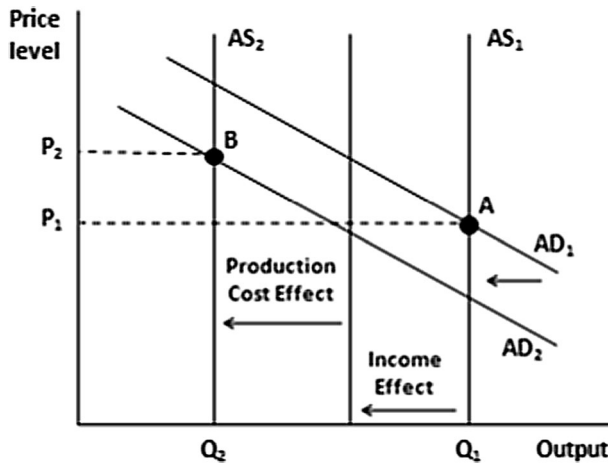 Price
level
AS₂
AS₁
P₂
B
P₁
A
AD₁
Production
Cost Effect
AD₂
Income
Effect
Q₂
Q₁
Output